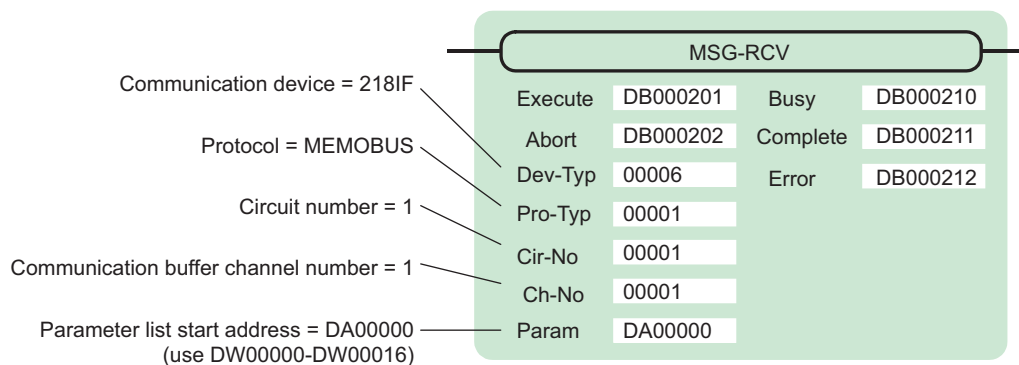 MSG-RCV
Communication device = 218IF
Protocol = MEMOBUS
Circuit number = 1
Communication buffer channel number = 1
Parameter list start address = DA00000
(use DW00000-DW00016)
Execute DB000201 Busy DB000210
Abort DB000202 Complete DB000211
Dev-Typ 00006 Error DB000212
Pro-Typ 00001
Cir-No 00001
Ch-No 00001
Param DA00000